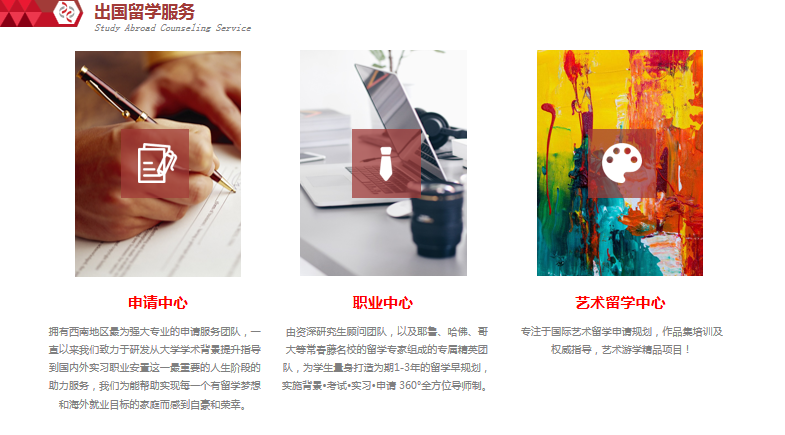 出国留学服务
Study Abroad Counseling Service
申请中心
拥有西南地区最为强大专业的申请服务团队，一
直以来我们致力于研发从大学学术背景提升指导
到国内外实习职业安置这一最重要的人生阶段的
助力服务，我们为能帮助实现每一个有留学梦想
和海外就业目标的家庭而感到自豪和荣幸。
职业中心
由资深研究生顾问团队，以及耶鲁、哈佛、哥
大等常春藤名校的留学专家组成的专属精英团
队，为学生量身打造为期1-3年的留学早规划，
实施背景•考试•实习•申请 360°全方位导师制。
艺术留学中心
专注于国际艺术留学申请规划，作品集培训及
权威指导，艺术游学精品项目！